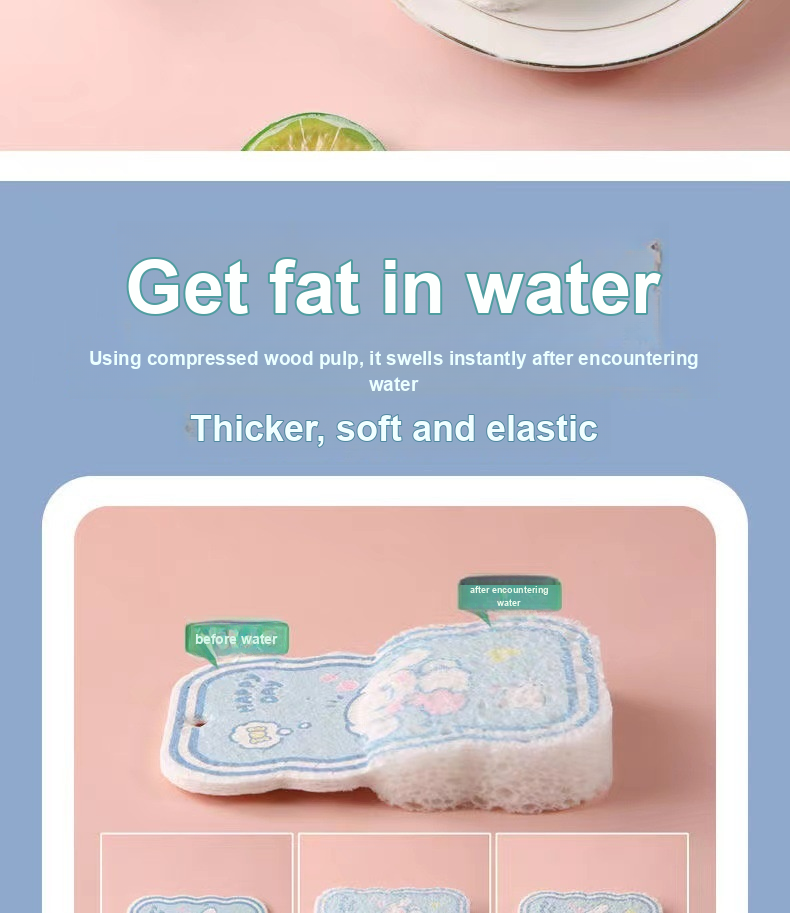 Get fat in water
Using compressed wood pulp, it swells instantly after encountering
water
Thicker, soft and elastic
after encountering
water
before water
HAPPY
DAY